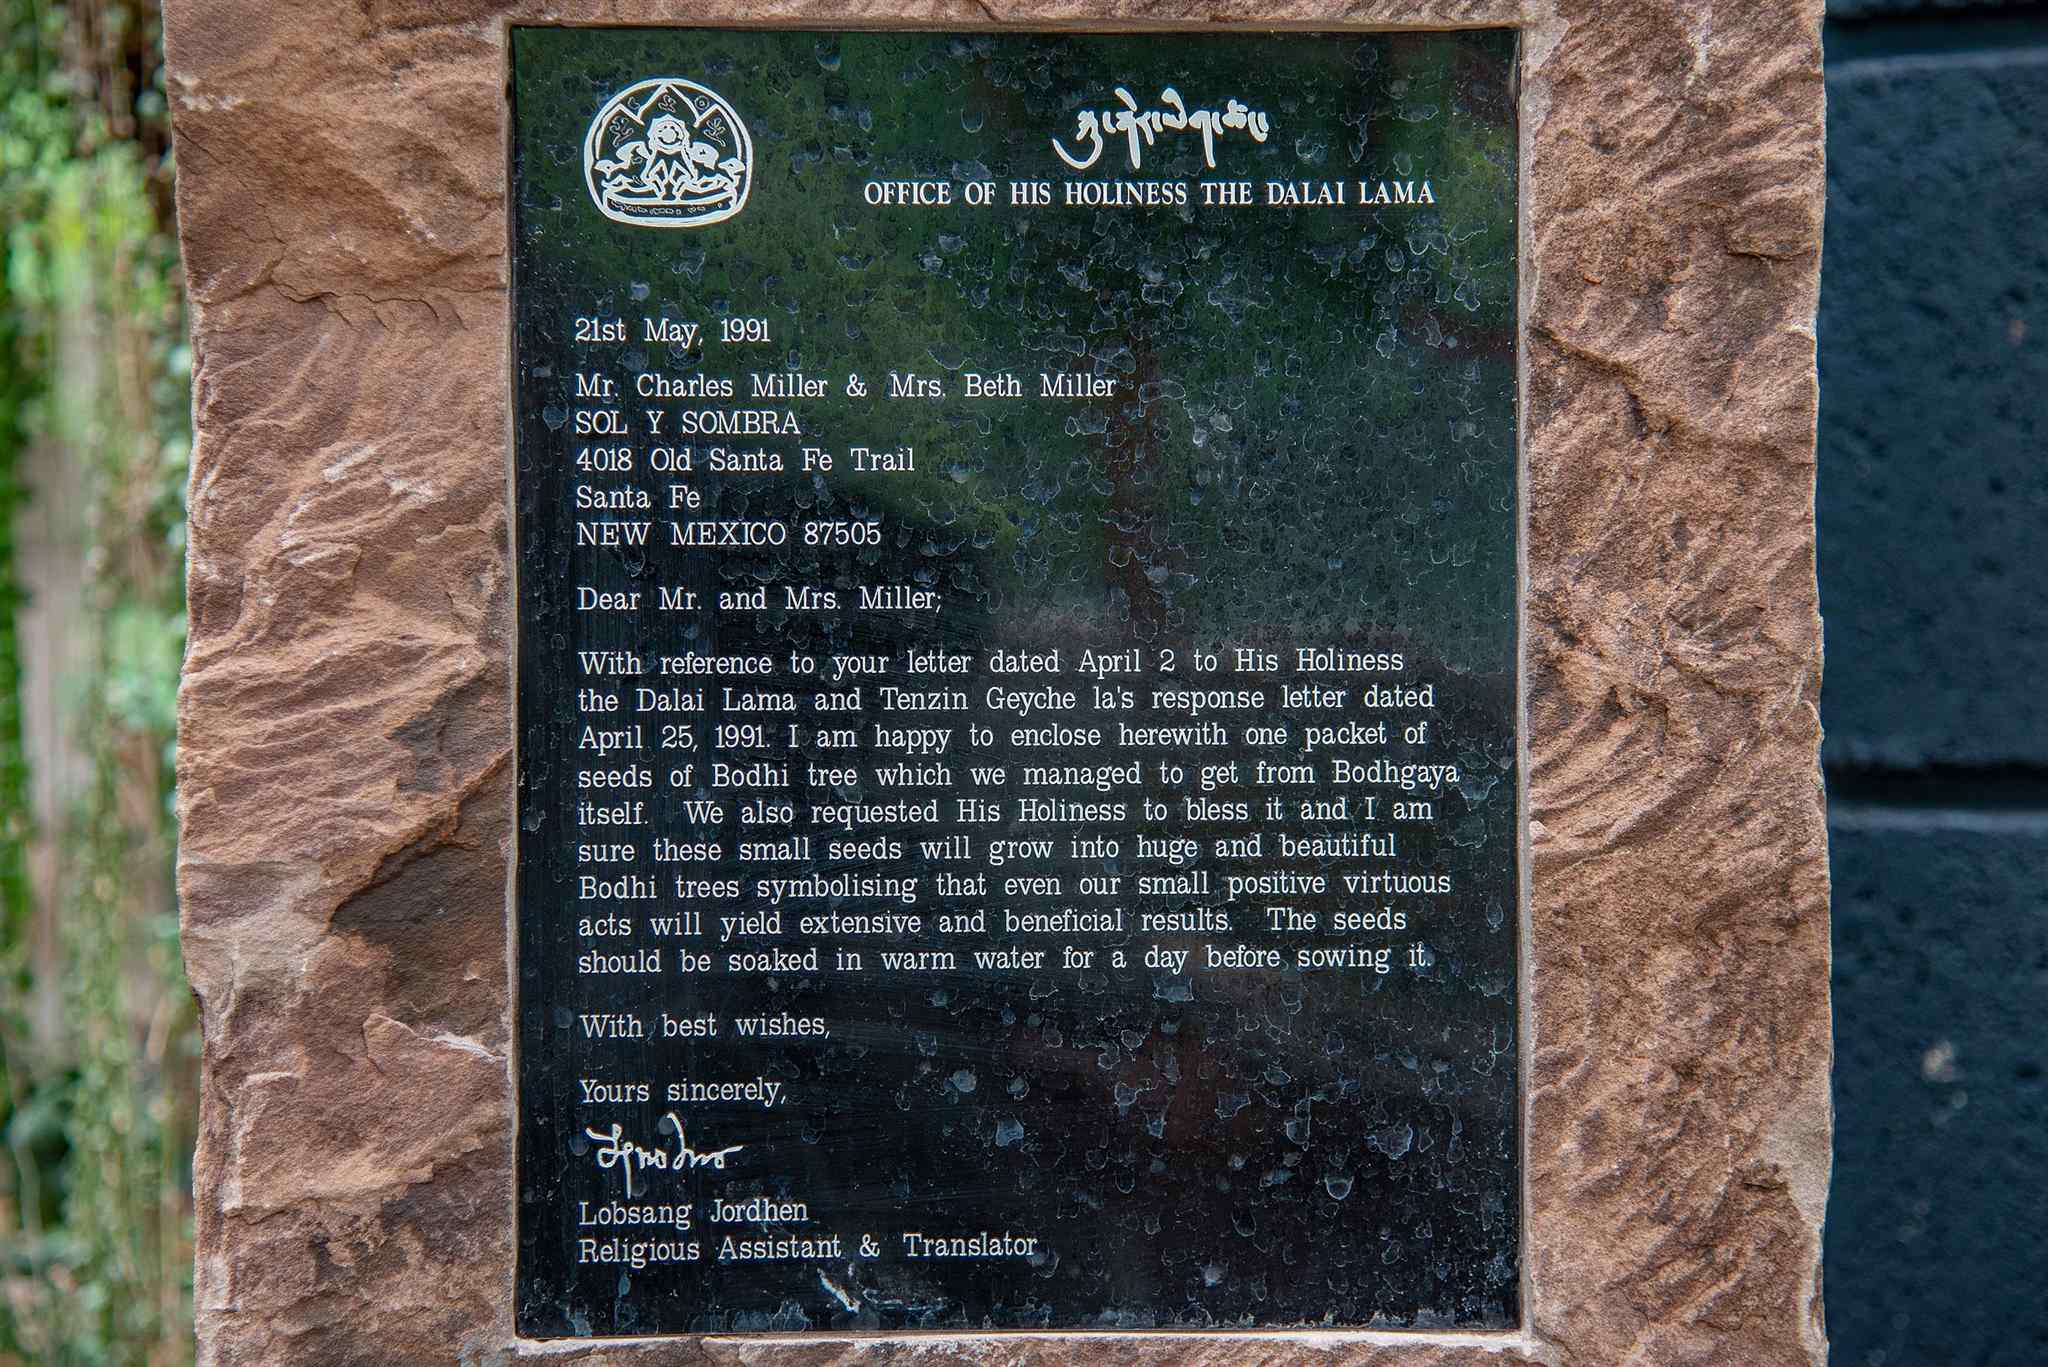 OFFICE OF HIS HOLINESS THE DALAI LAMA
21st May, 1991
Mr. Charles Miller & Mrs. Beth Miller
SOL Y SOMBRA
4018 Old Santa Fe Trail
Santa Fe
NEW MEXICO 87505
Dear Mr. and Mrs. Miller;
With reference to your letter dated April 2 to His Holiness
the Dalai Lama and Tenzin Geyche la's response letter dated
April 25, 1991. I am happy to enclose herewith one packet of
seeds of Bodhi tree which we managed to get from Bodhgaya
itself. We also requested His Holiness to bless it and I am
sure these small seeds will grow into huge and beautiful
Bodhi trees symbolising that even our small positive virtuous
acts will yield extensive and beneficial results. The seeds
should be soaked in warm water for a day before sowing it.
With best wishes,
Yours sincerely,
Lobsang Jordhen
Religious Assistant & Translator